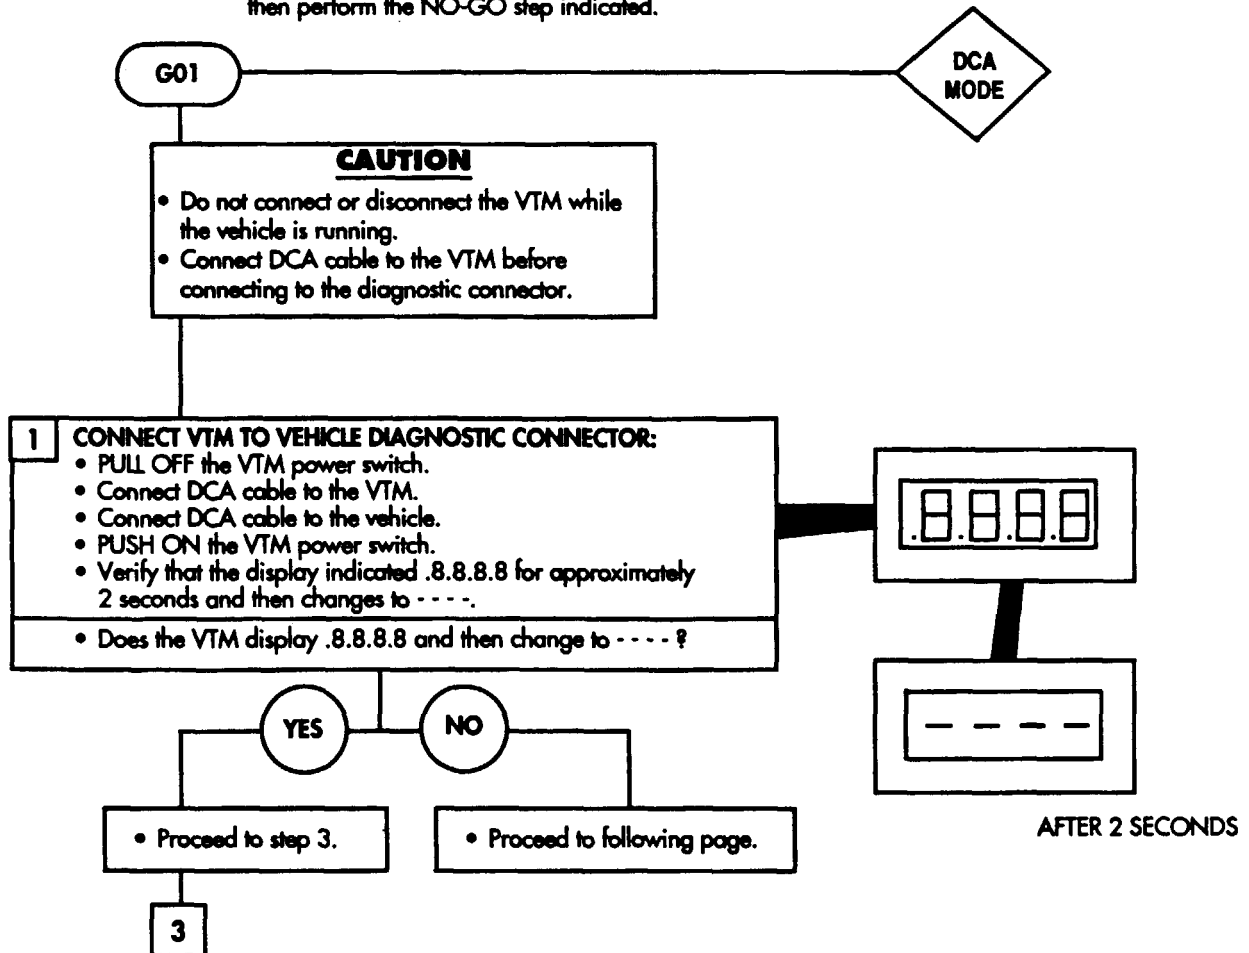 then perform the NO-GO step indicated.
G01
DCA
MODE
CAUTION
• Do not connect or disconnect the VTM while
the vehicle is running.
• Connect DCA cable to the VTM before
connecting to the diagnostic connector.
1 CONNECT VTM TO VEHICLE DIAGNOSTIC CONNECTOR:
• PULL OFF the VTM power switch.
• Connect DCA cable to the VTM.
• Connect DCA cable to the vehicle.
• PUSH ON the VTM power switch.
• Verify that the display indicated .8.8.8.8 for approximately
2 seconds and then changes to - - - -.
• Does the VTM display .8.8.8.8 and then change to - - - - ?
.8.8.8.8
- - - -
AFTER 2 SECONDS
YES
NO
• Proceed to step 3.
• Proceed to following page.
3